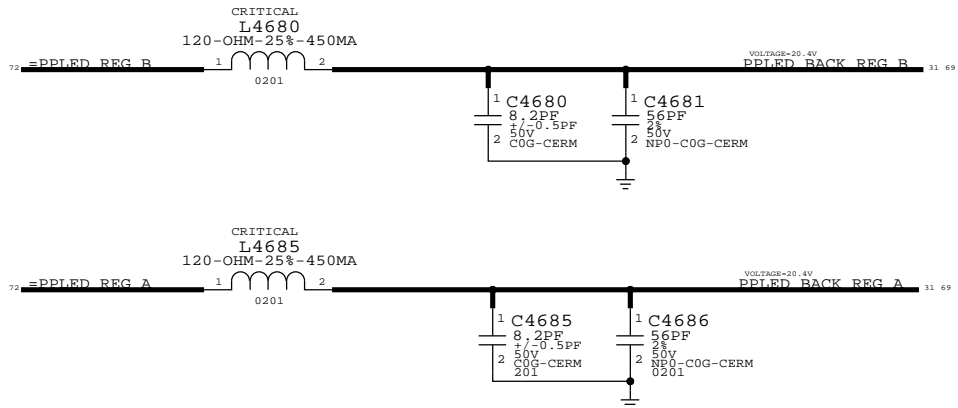 CRITICAL
L4680
120-OHM-25%-450MA
72 =PPLED_REG_B 1 2
0201
VOLTAGE=20.4V
PPLED_BACK_REG_B 31 69
1 C4680
8.2PF
+/-0.5PF
50V
2 C0G-CERM
1 C4681
56PF
2%
50V
2 NP0-C0G-CERM
CRITICAL
L4685
120-OHM-25%-450MA
72 =PPLED_REG_A 1 2
0201
VOLTAGE=20.4V
PPLED_BACK_REG_A 31 69
1 C4685
8.2PF
+/-0.5PF
50V
2 C0G-CERM
201
1 C4686
56PF
2%
50V
2 NP0-C0G-CERM
0201